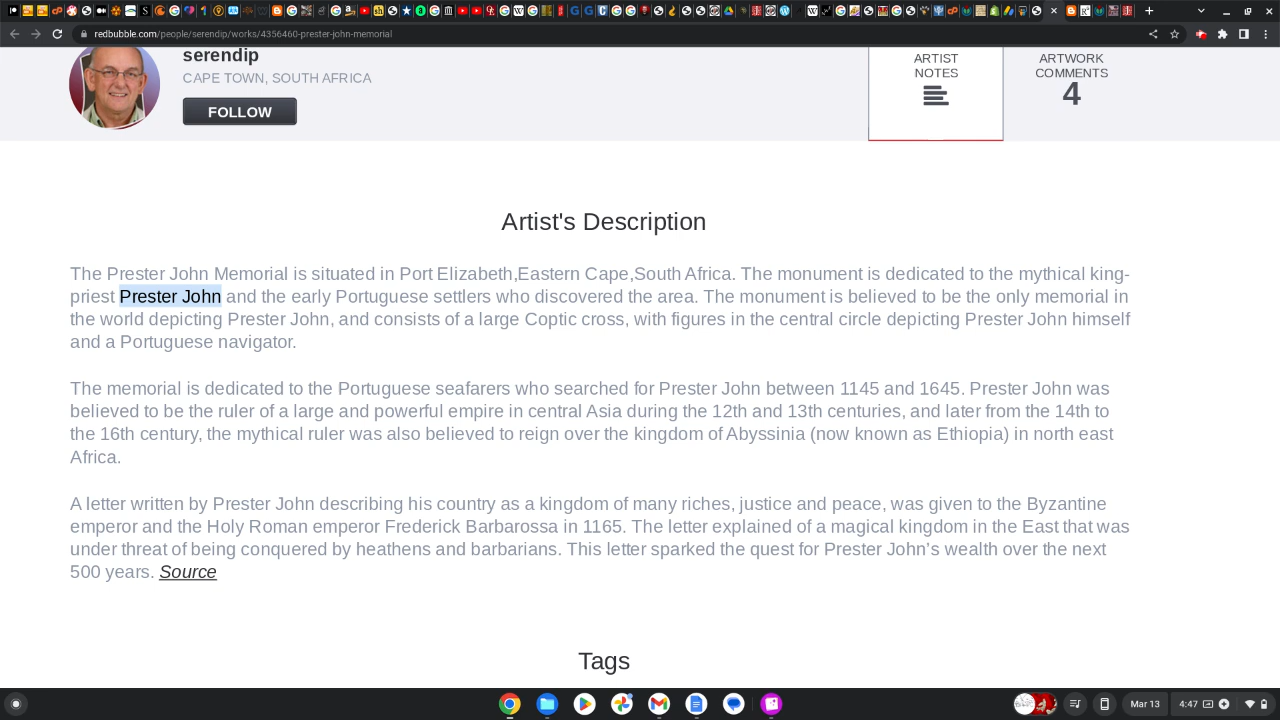 redbubble.com/people/serendip/works/4356460-prester-john-memorial
serendip
CAPE TOWN, SOUTH AFRICA
FOLLOW
ARTIST
NOTES
ARTWORK
COMMENTS
4
Artist's Description
The Prester John Memorial is situated in Port Elizabeth,Eastern Cape,South Africa. The monument is dedicated to the mythical king-
priest Prester John and the early Portuguese settlers who discovered the area. The monument is believed to be the only memorial in
the world depicting Prester John, and consists of a large Coptic cross, with figures in the central circle depicting Prester John himself
and a Portuguese navigator.
The memorial is dedicated to the Portuguese seafarers who searched for Prester John between 1145 and 1645. Prester John was
believed to be the ruler of a large and powerful empire in central Asia during the 12th and 13th centuries, and later from the 14th to
the 16th century, the mythical ruler was also believed to reign over the kingdom of Abyssinia (now known as Ethiopia) in north east
Africa.
A letter written by Prester John describing his country as a kingdom of many riches, justice and peace, was given to the Byzantine
emperor and the Holy Roman emperor Frederick Barbarossa in 1165. The letter explained of a magical kingdom in the East that was
under threat of being conquered by heathens and barbarians. This letter sparked the quest for Prester John’s wealth over the next
500 years. Source
Tags
Mar 13
4:47